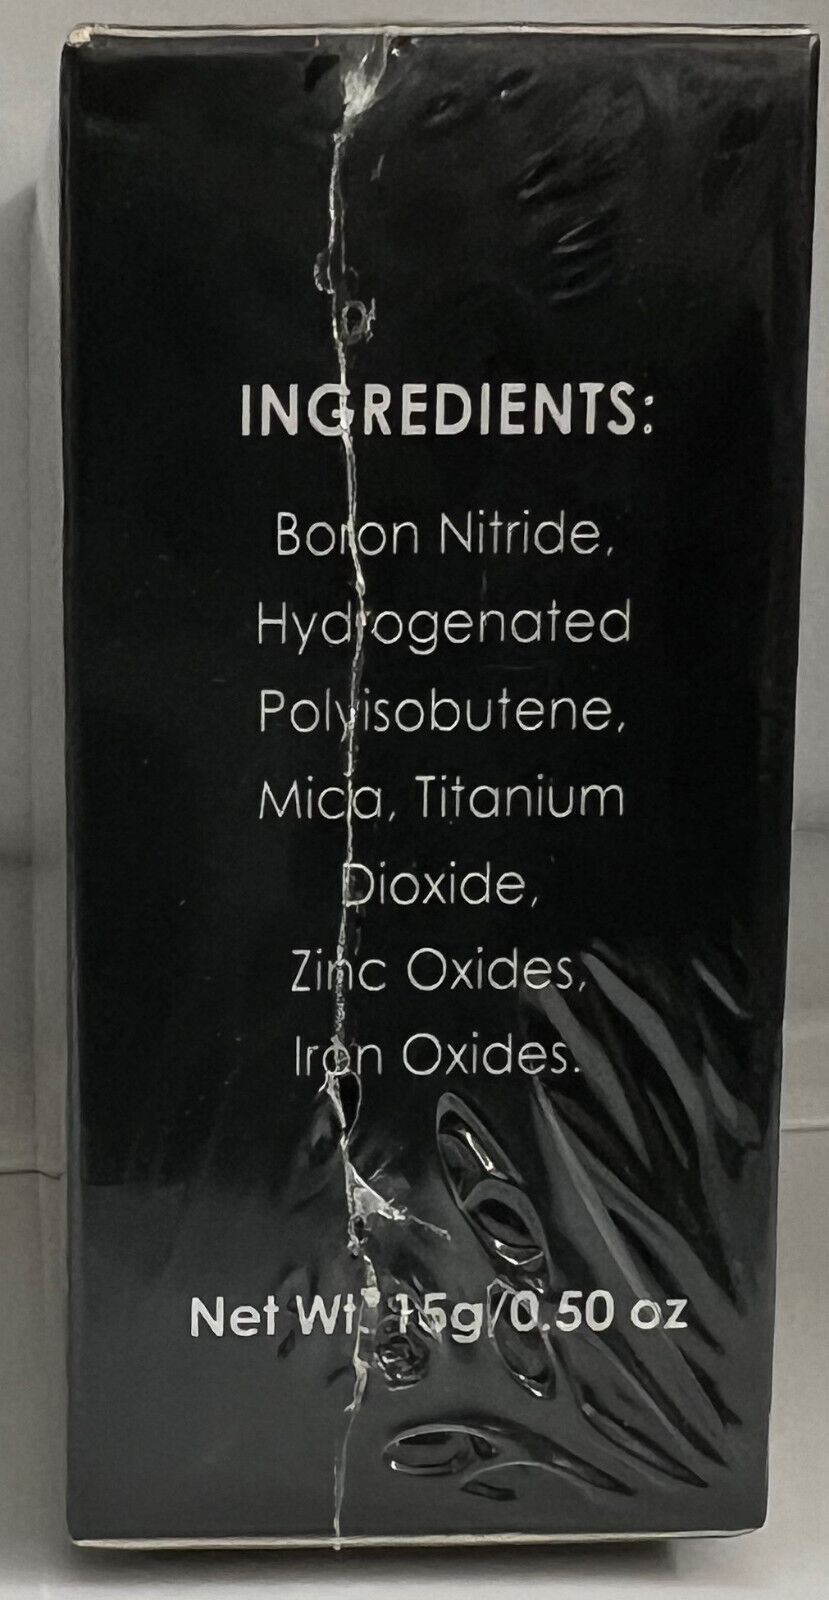 INGREDIENTS:
Boron Nitride,
Hydrogenated
Polyisobutene,
Mica, Titanium
Dioxide,
Zinc Oxides,
Iron Oxides.
Net Wt. 15g/0.50 oz